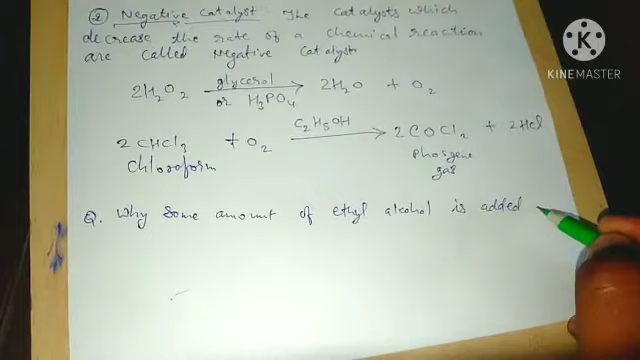 ② Negative Catalyst The Catalysts which
decrease the rate of a chemical reaction
are called Negative Catalyst
2H₂O₂ glycerol or H₃PO₄ → 2H₂O + O₂
2CHCl₃ + O₂ C₂H₅OH → 2COCl₂ + 2HCl
Chloroform Phosgene
gas
Q. Why some amount of ethyl alcohol is added
KINEMASTER